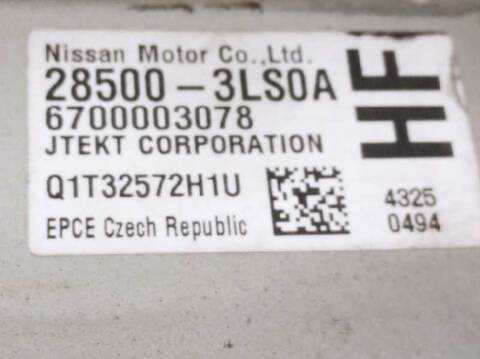 Nissan Motor Co.,Ltd.
28500-3LS0A
6700003078
JTEKT CORPORATION
Q1T32572H1U
EPCE Czech Republic
HF
4325
0494